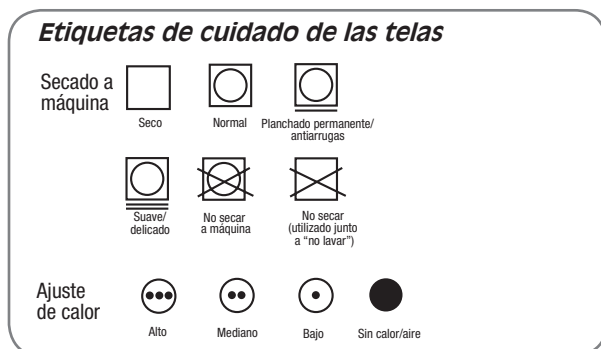 Etiquetas de cuidado de las telas
Secado a
máquina
Seco
Normal
Planchado permanente/
antiarrugas
Suave/
delicado
No secar
a máquina
No secar
(utilizado junto
a “no lavar”)
Ajuste
de calor
Alto
Mediano
Bajo
Sin calor/aire